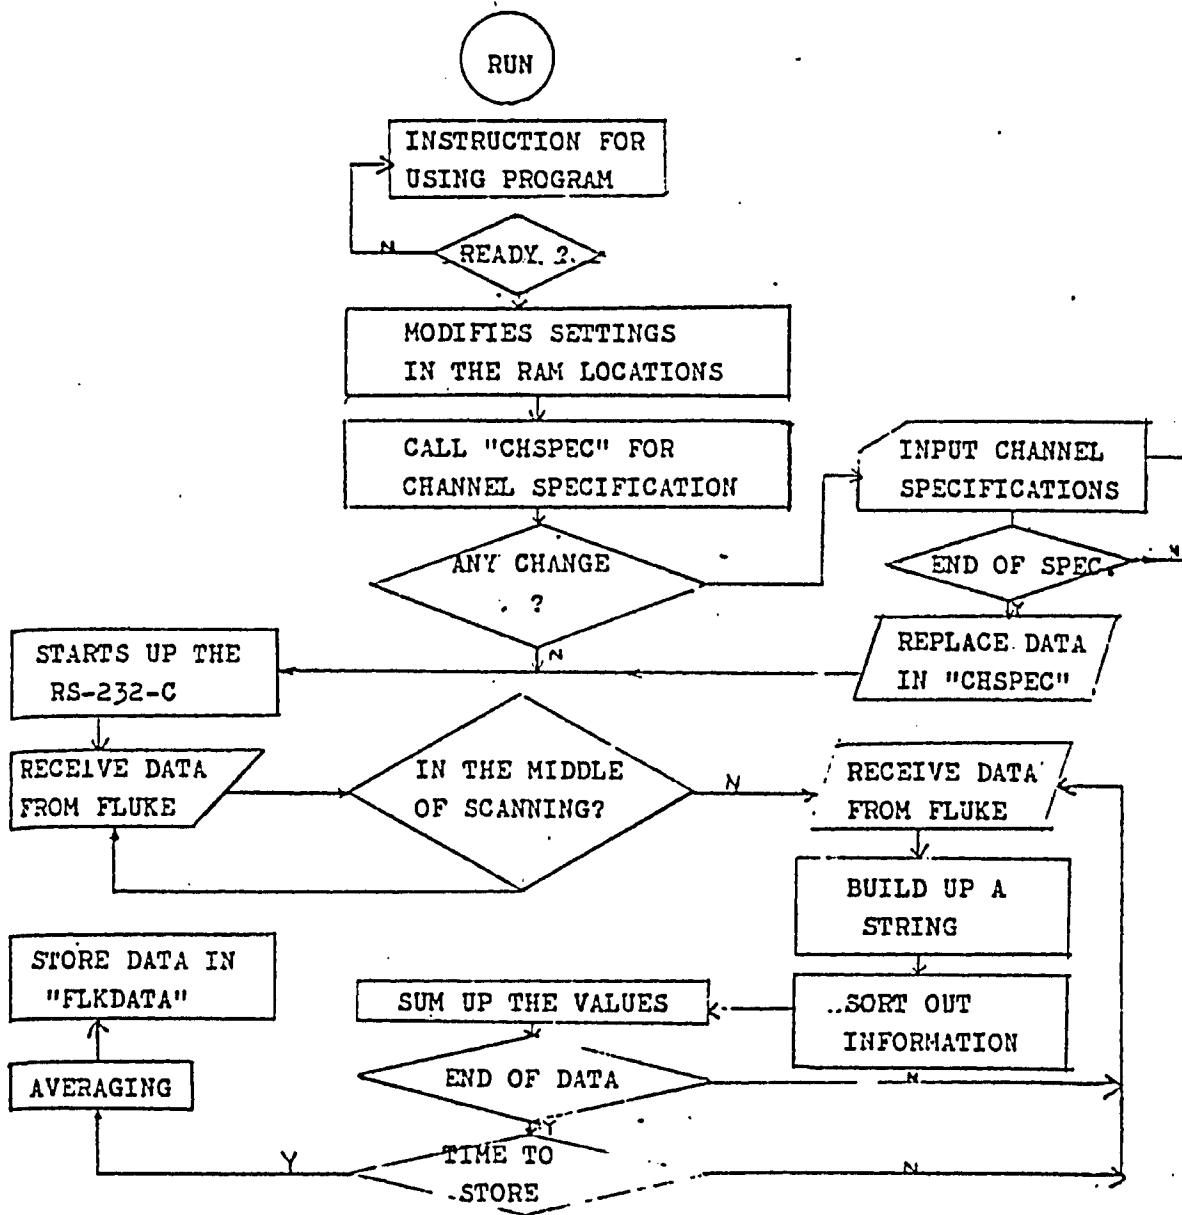 RUN
INSTRUCTION FOR
USING PROGRAM
N
READY ?
MODIFIES SETTINGS
IN THE RAM LOCATIONS
CALL "CHSPEC" FOR
CHANNEL SPECIFICATION
INPUT CHANNEL
SPECIFICATIONS
ANY CHANGE
?
END OF SPEC.
N
Y
N
REPLACE DATA
IN "CHSPEC"
STARTS UP THE
RS-232-C
RECEIVE DATA
FROM FLUKE
IN THE MIDDLE
OF SCANNING?
N
RECEIVE DATA
FROM FLUKE
BUILD UP A
STRING
STORE DATA IN
"FLKDATA"
SUM UP THE VALUES
SORT OUT
INFORMATION
AVERAGING
END OF DATA
N
Y
TIME TO
STORE
Y
N